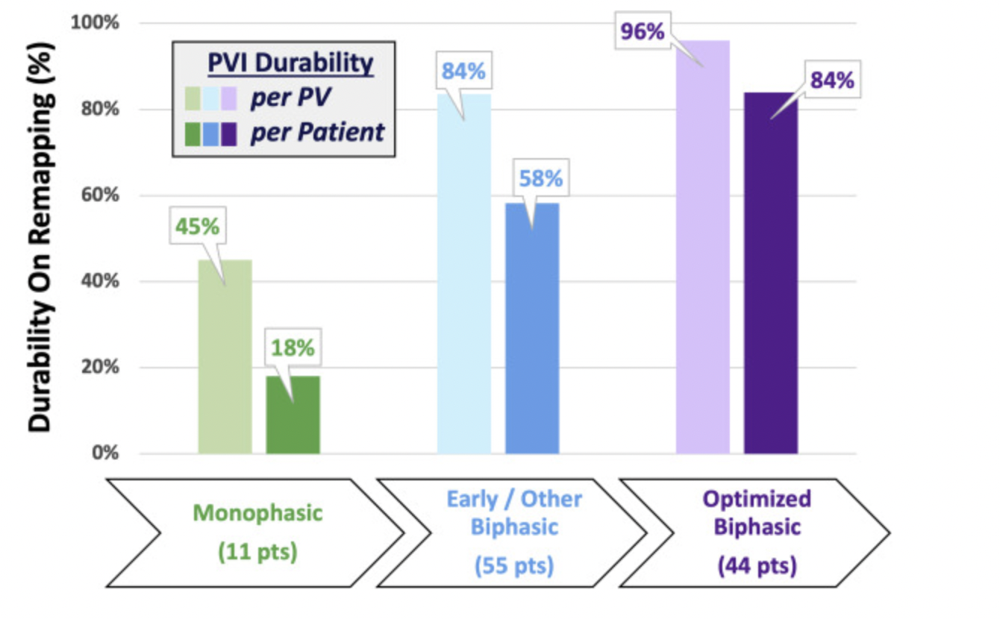 Durability On Remapping (%)
100%
80%
60%
40%
20%
0%
PVI Durability
per PV
per Patient
45%
18%
84%
58%
96%
84%
Monophasic
(11 pts)
Early / Other
Biphasic
(55 pts)
Optimized
Biphasic
(44 pts)